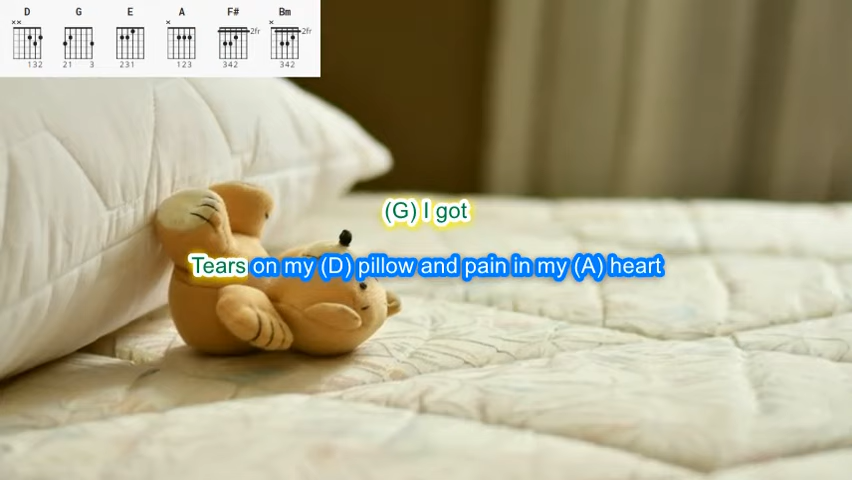 D G E A F# Bm
xx x x
2fr 2fr
132 21 3 231 123 342 342
(G) I got
Tears on my (D) pillow and pain in my (A) heart